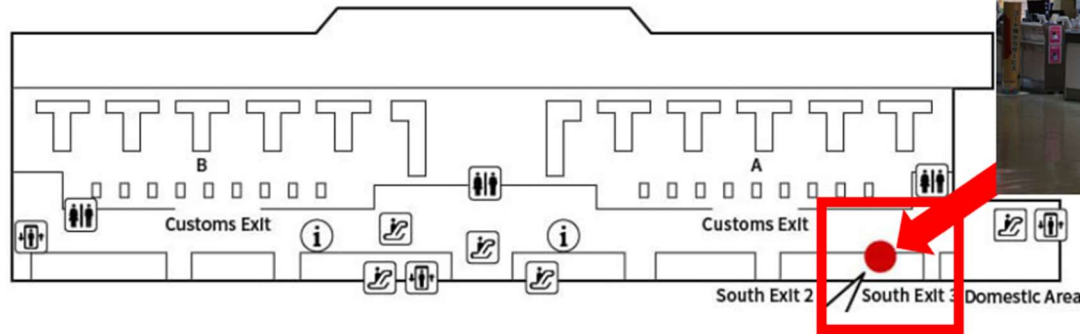 B
A
Customs Exit
Customs Exit
i
i
South Exit 2
South Exit 3
Domestic Area